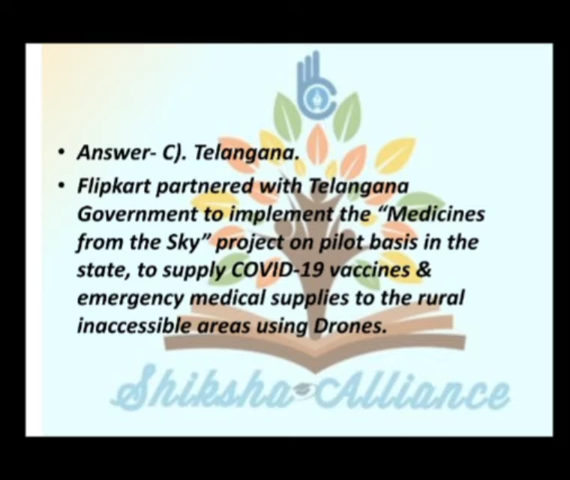 • Answer- C). Telangana.
• Flipkart partnered with Telangana
Government to implement the “Medicines
from the Sky” project on pilot basis in the
state, to supply COVID-19 vaccines &
emergency medical supplies to the rural
inaccessible areas using Drones.
Shiksha Alliance